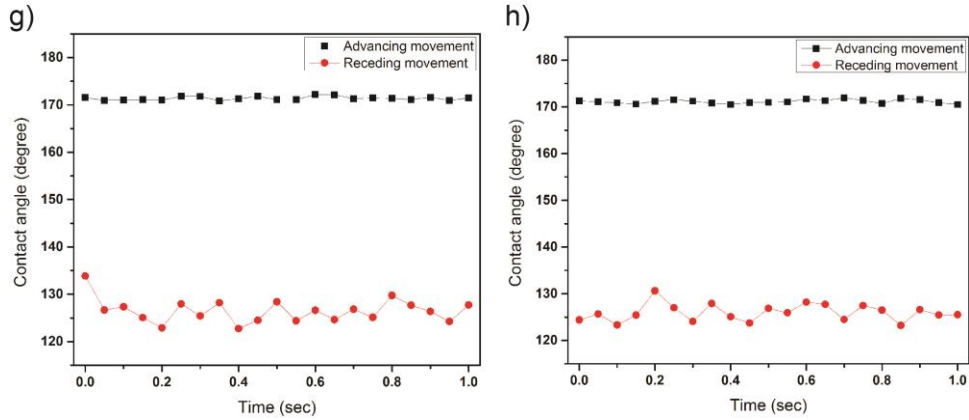 g)
Advancing movement
Receding movement
180
170
160
150
140
130
120
Contact angle (degree)
0.0 0.2 0.4 0.6 0.8 1.0
Time (sec)
h)
Advancing movement
Receding movement
180
170
160
150
140
130
120
Contact angle (degree)
0.0 0.2 0.4 0.6 0.8 1.0
Time (sec)